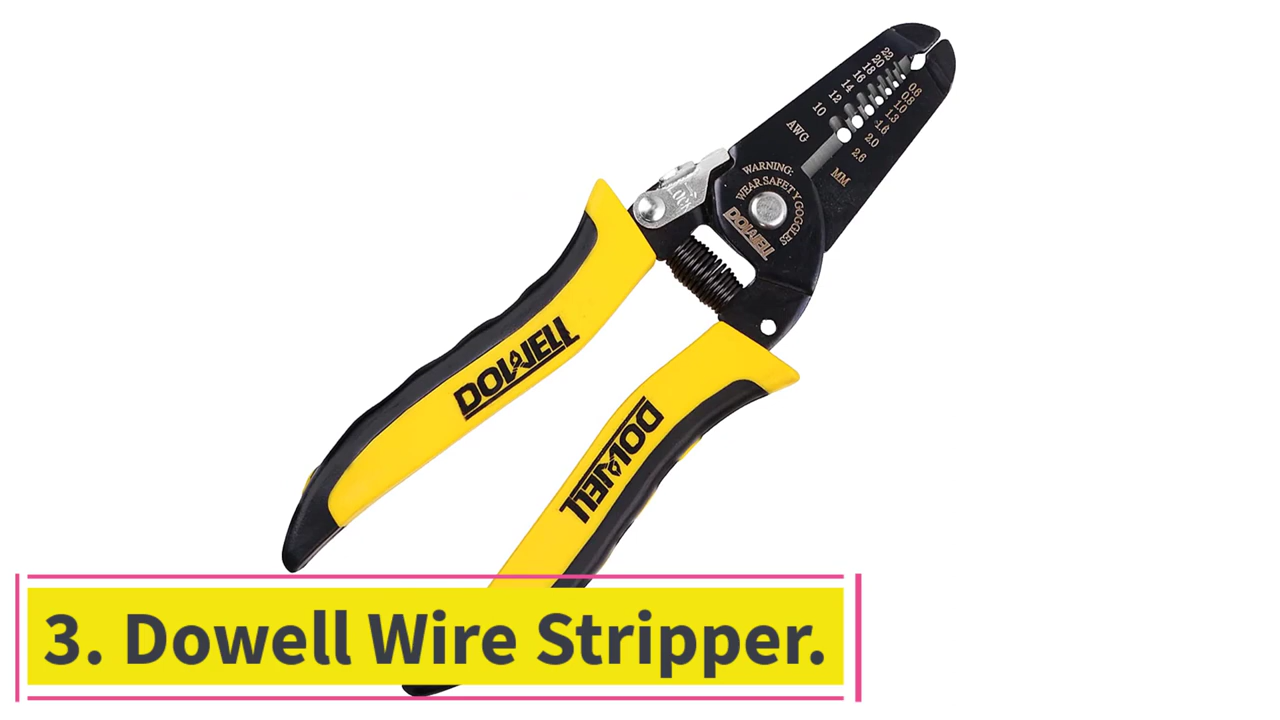 22
20
18
16
14
12
10
AWG
0.6
0.8
1.0
1.3
1.6
2.0
2.6
MM
WARNING:
WEAR SAFETY GOGGLES
DOWELL
LOCK
DOWELL
DOWELL
3. Dowell Wire Stripper.